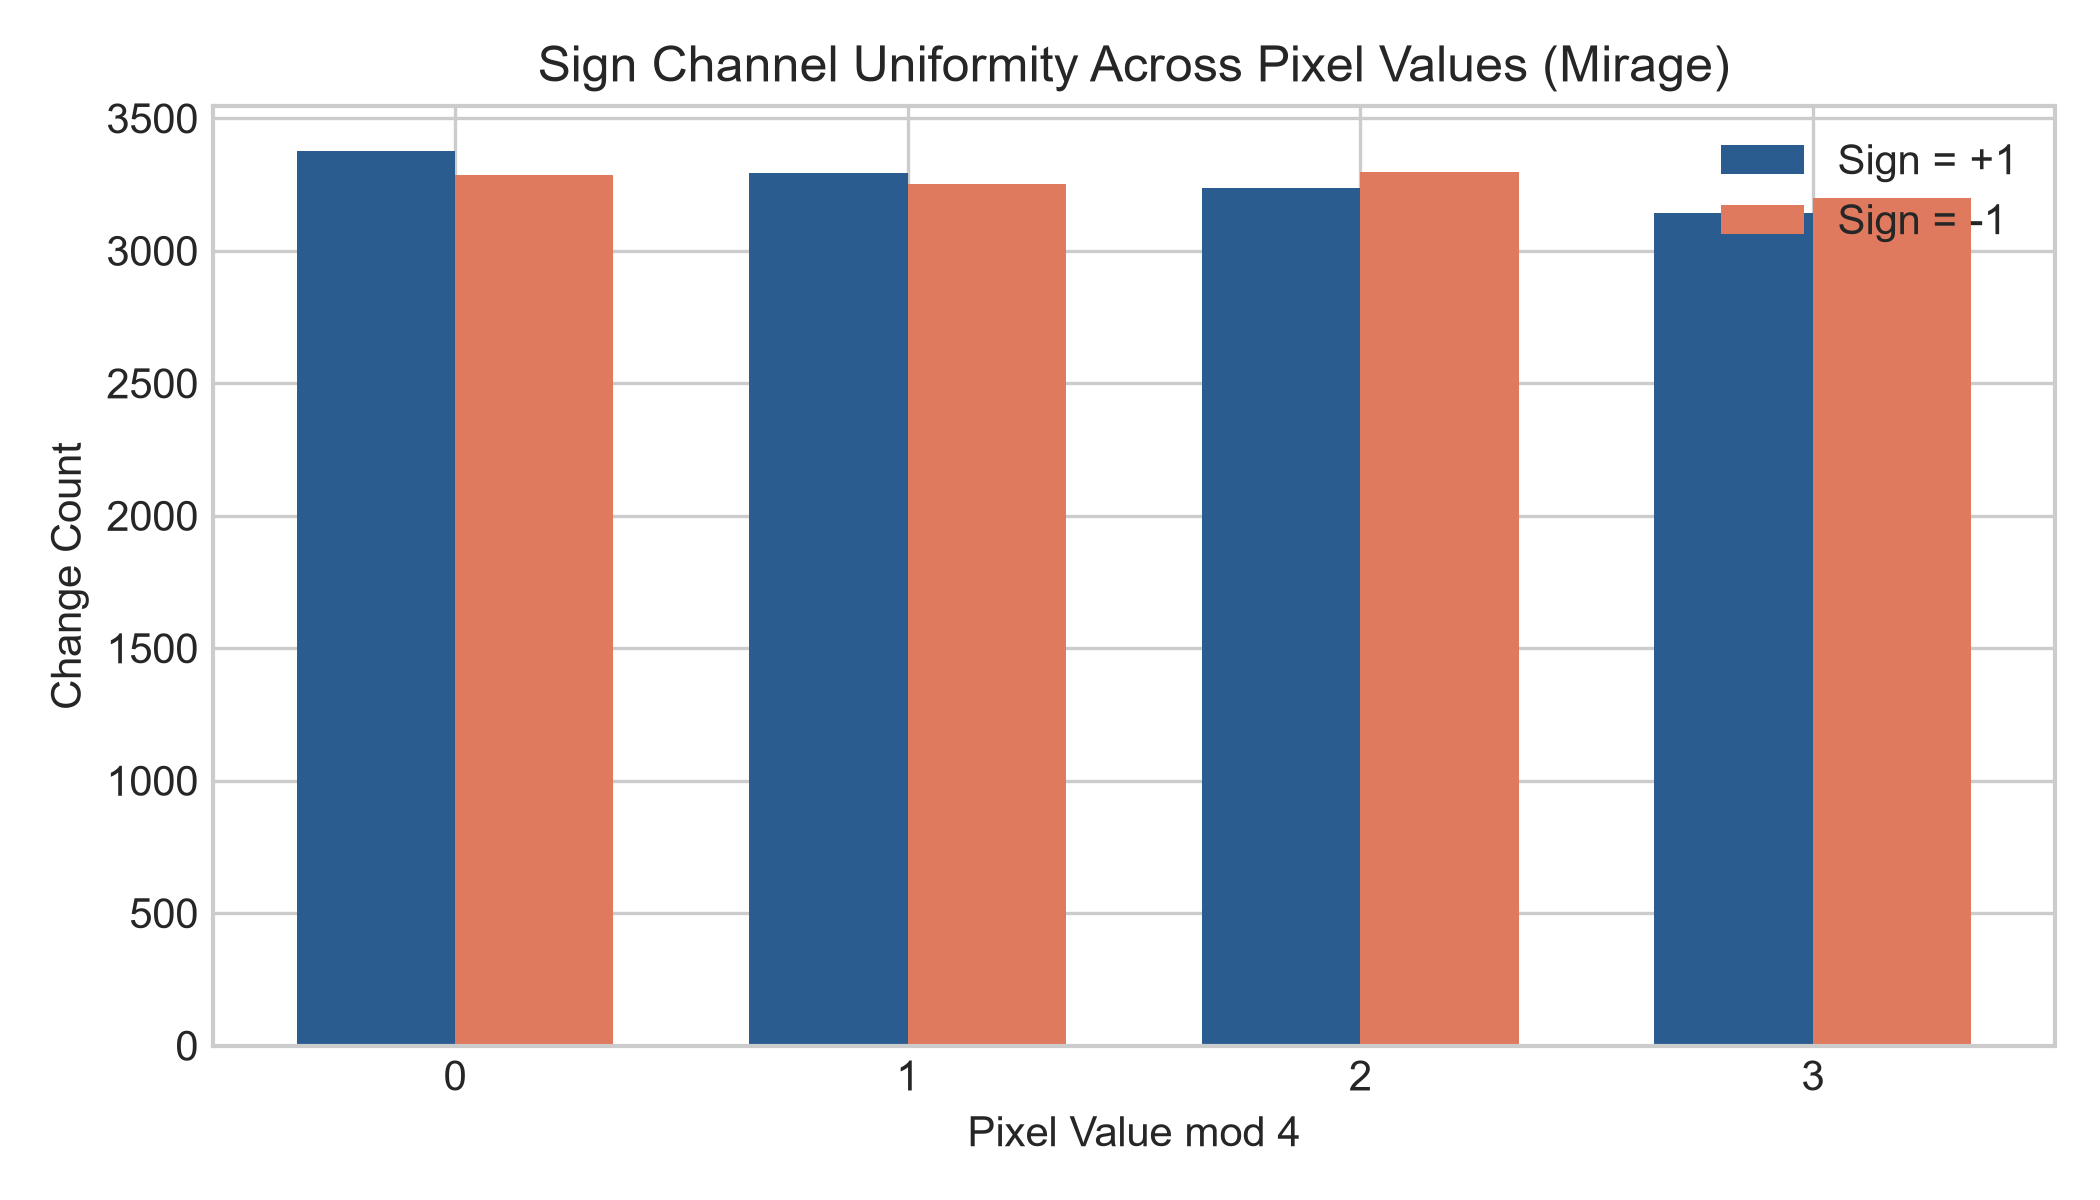 Sign Channel Uniformity Across Pixel Values (Mirage)
3500
3000
2500
2000
1500
1000
500
0
Change Count
Sign = +1
Sign = -1
0 1 2 3
Pixel Value mod 4